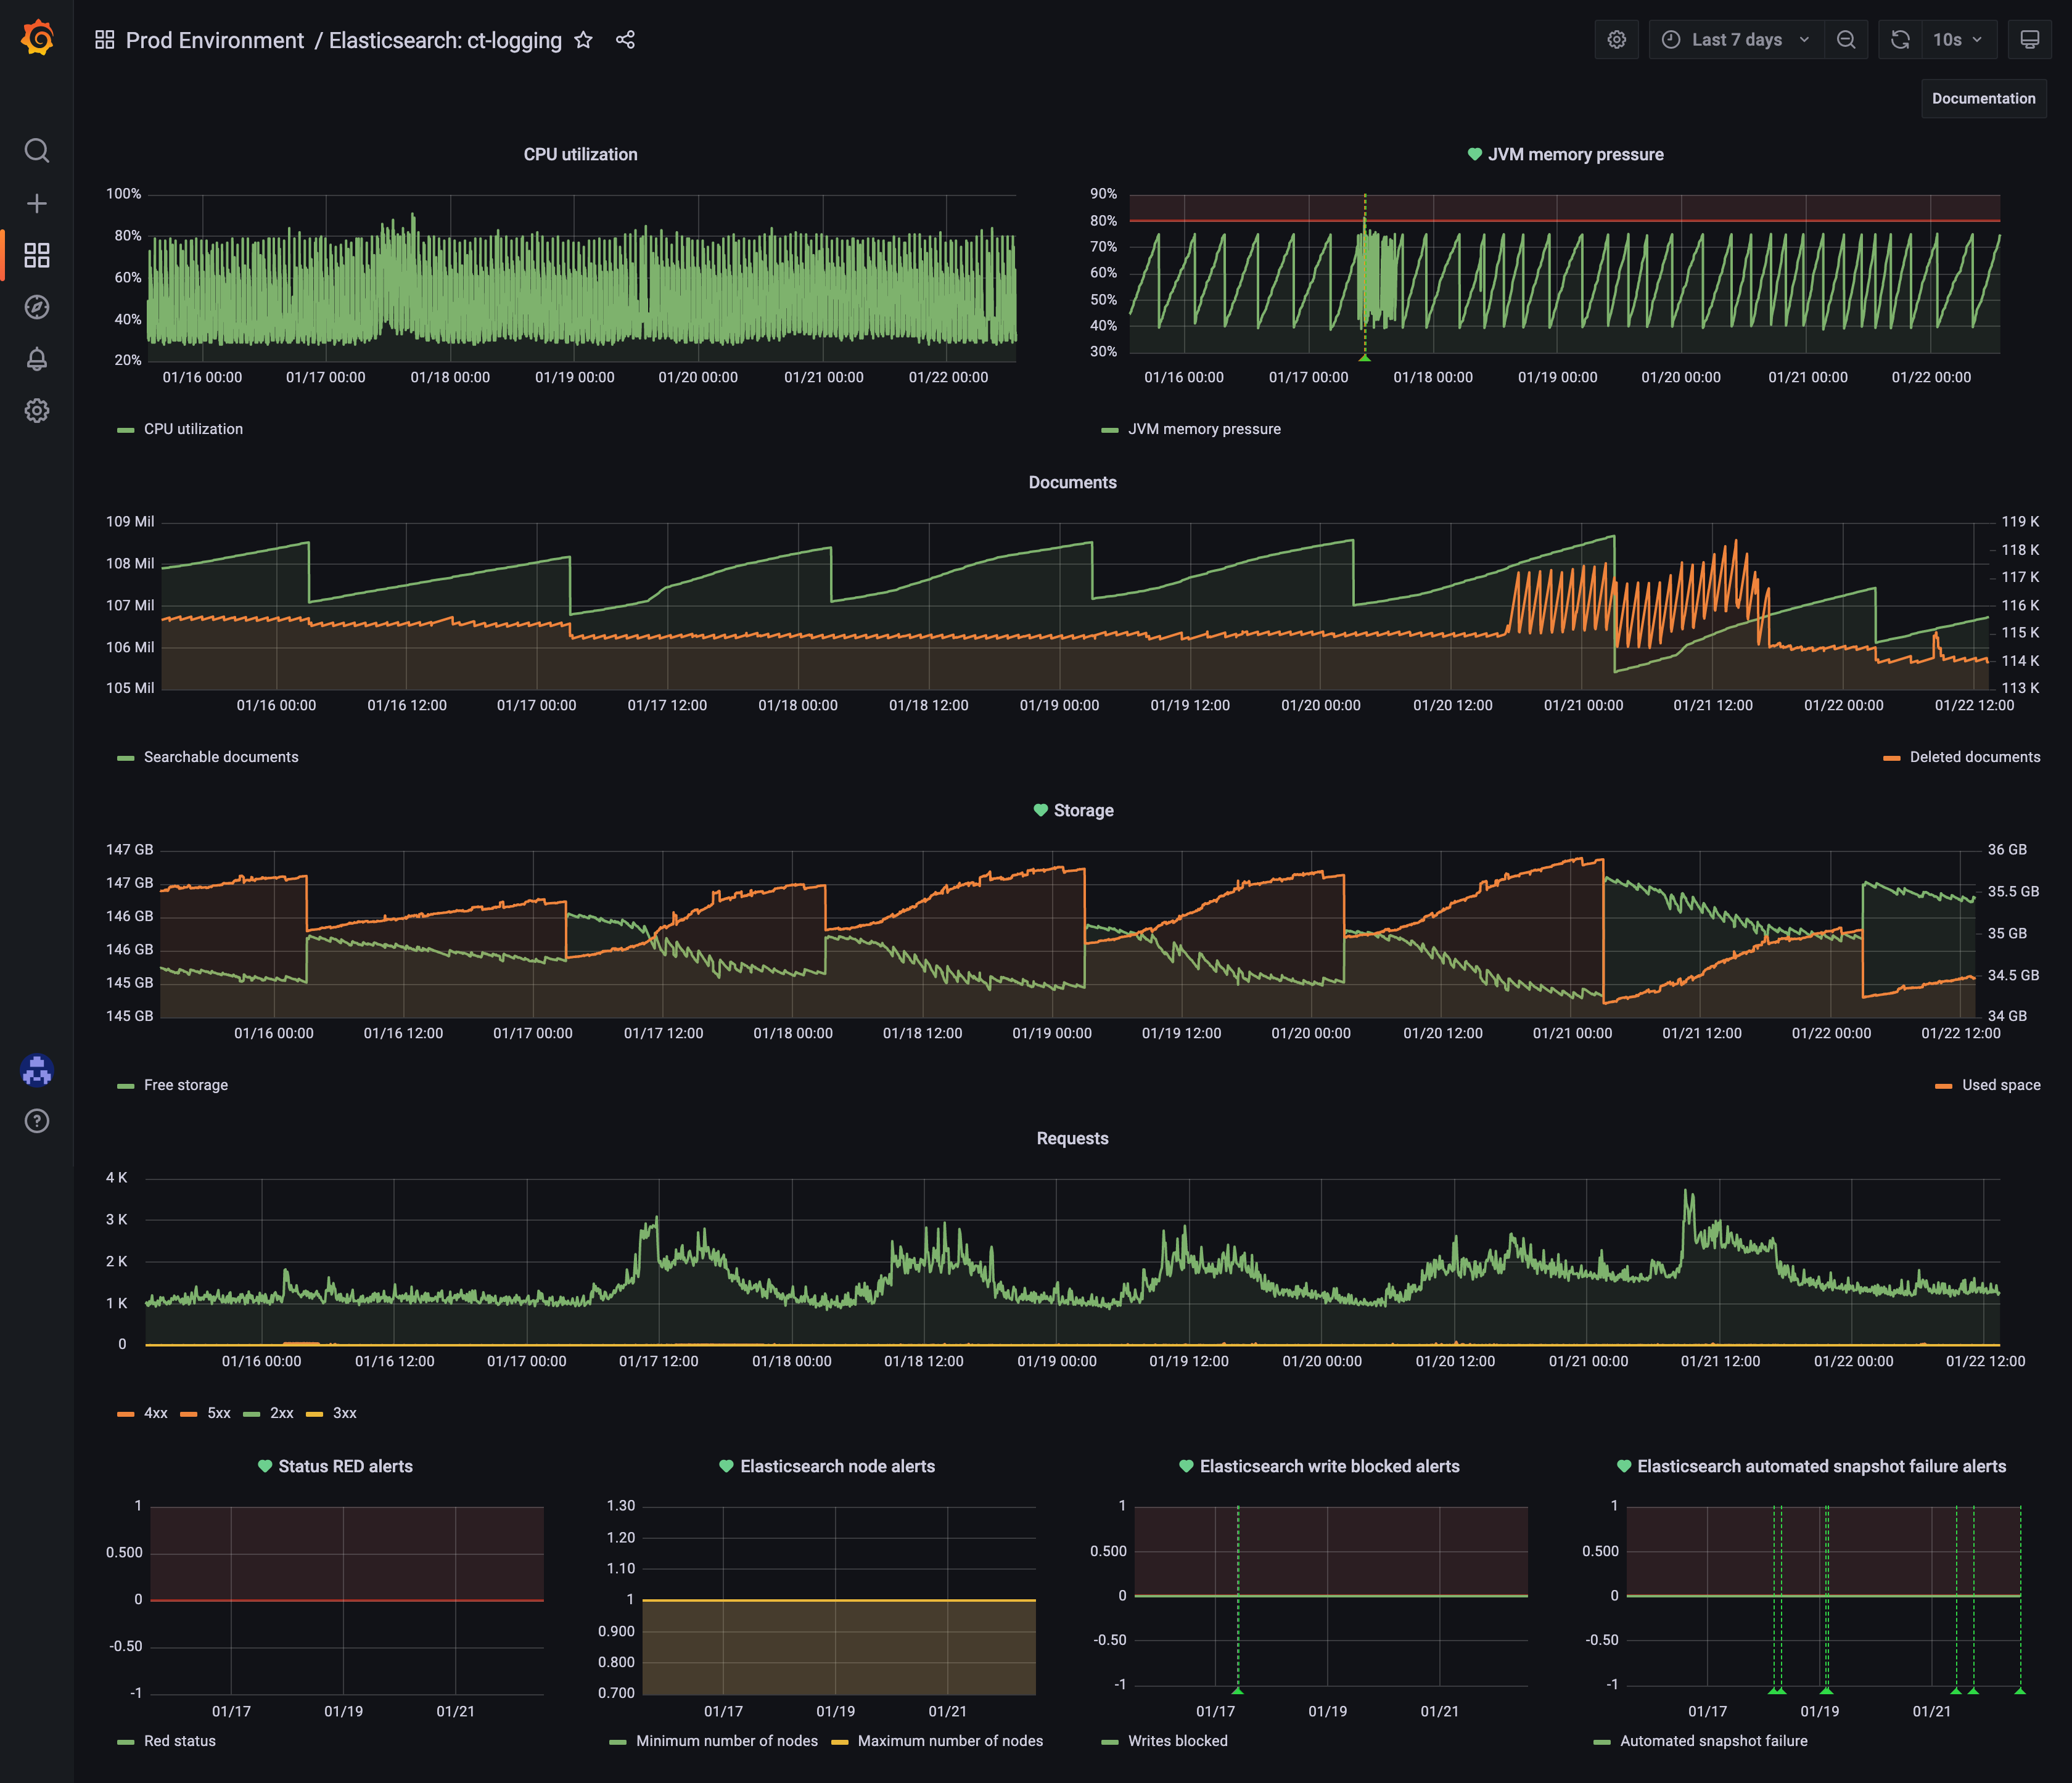 Prod Environment / Elasticsearch: ct-logging
Last 7 days
10s
Documentation
CPU utilization
100%
80%
60%
40%
20%
01/16 00:00 01/17 00:00 01/18 00:00 01/19 00:00 01/20 00:00 01/21 00:00 01/22 00:00
CPU utilization
JVM memory pressure
90%
80%
70%
60%
50%
40%
30%
01/16 00:00 01/17 00:00 01/18 00:00 01/19 00:00 01/20 00:00 01/21 00:00 01/22 00:00
JVM memory pressure
Documents
109 Mil
108 Mil
107 Mil
106 Mil
105 Mil
119 K
118 K
117 K
116 K
115 K
114 K
113 K
01/16 00:00 01/16 12:00 01/17 00:00 01/17 12:00 01/18 00:00 01/18 12:00 01/19 00:00 01/19 12:00 01/20 00:00 01/20 12:00 01/21 00:00 01/21 12:00 01/22 00:00 01/22 12:00
Searchable documents
Deleted documents
Storage
147 GB
147 GB
146 GB
146 GB
145 GB
145 GB
36 GB
35.5 GB
35 GB
34.5 GB
34 GB
01/16 00:00 01/16 12:00 01/17 00:00 01/17 12:00 01/18 00:00 01/18 12:00 01/19 00:00 01/19 12:00 01/20 00:00 01/20 12:00 01/21 00:00 01/21 12:00 01/22 00:00 01/22 12:00
Free storage
Used space
Requests
4 K
3 K
2 K
1 K
0
01/16 00:00 01/16 12:00 01/17 00:00 01/17 12:00 01/18 00:00 01/18 12:00 01/19 00:00 01/19 12:00 01/20 00:00 01/20 12:00 01/21 00:00 01/21 12:00 01/22 00:00 01/22 12:00
4xx 5xx 2xx 3xx
Status RED alerts
1
0.500
0
-0.50
-1
01/17 01/19 01/21
Red status
Elasticsearch node alerts
1.30
1.20
1.10
1
0.900
0.800
0.700
01/17 01/19 01/21
Minimum number of nodes Maximum number of nodes
Elasticsearch write blocked alerts
1
0.500
0
-0.50
-1
01/17 01/19 01/21
Writes blocked
Elasticsearch automated snapshot failure alerts
1
0.500
0
-0.50
-1
01/17 01/19 01/21
Automated snapshot failure